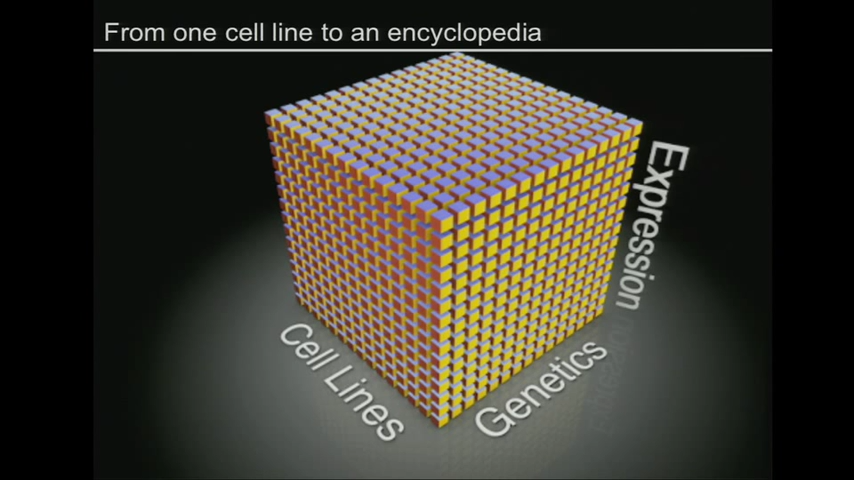 From one cell line to an encyclopedia
Expression
Cell Lines
Genetics